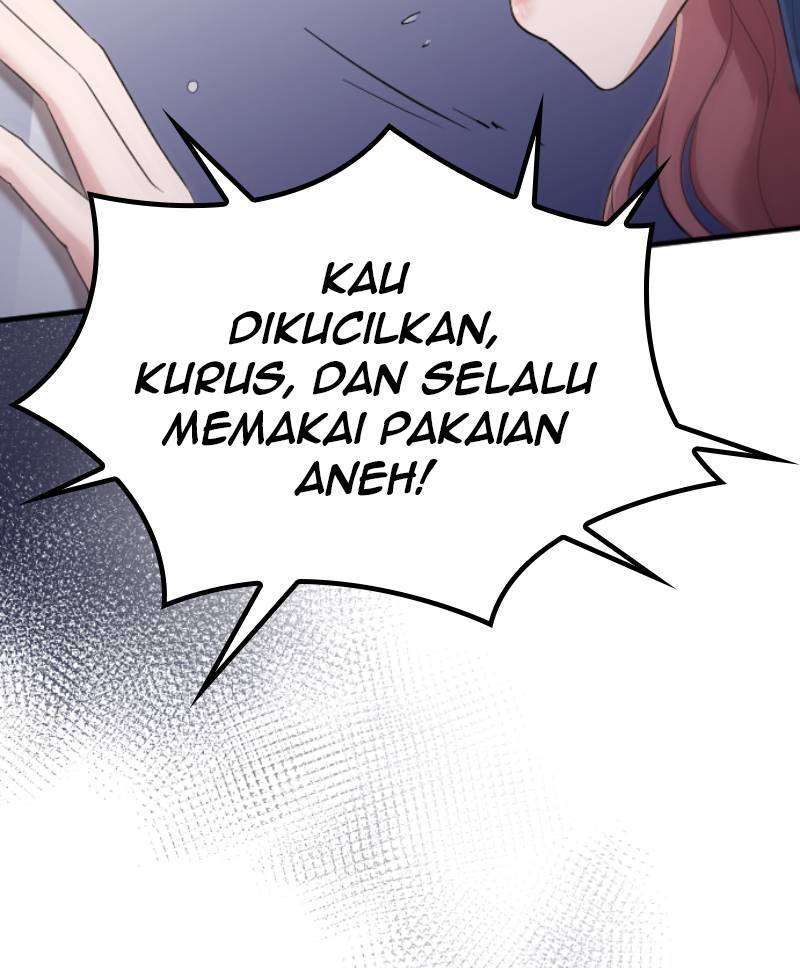 KAU
DIKUCILKAN,
KURUS, DAN SELALU
MEMAKAI PAKAIAN
ANEH!